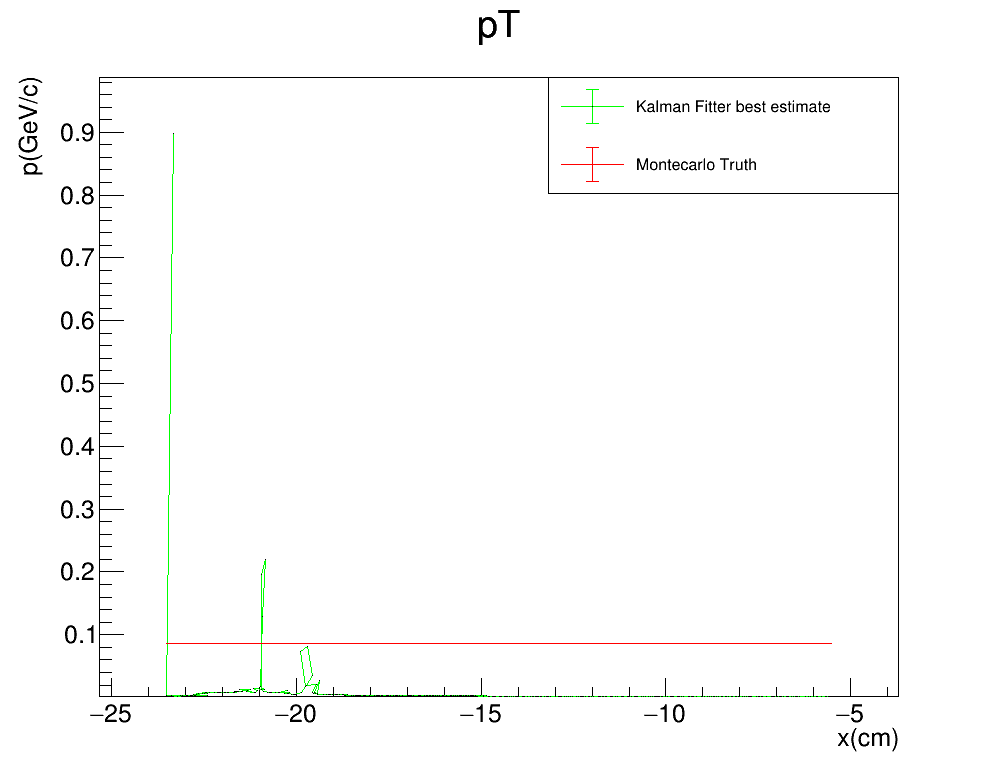 pT
p(GeV/c)
Kalman Fitter best estimate
Montecarlo Truth
0.9
0.8
0.7
0.6
0.5
0.4
0.3
0.2
0.1
−25 −20 −15 −10 −5
x(cm)